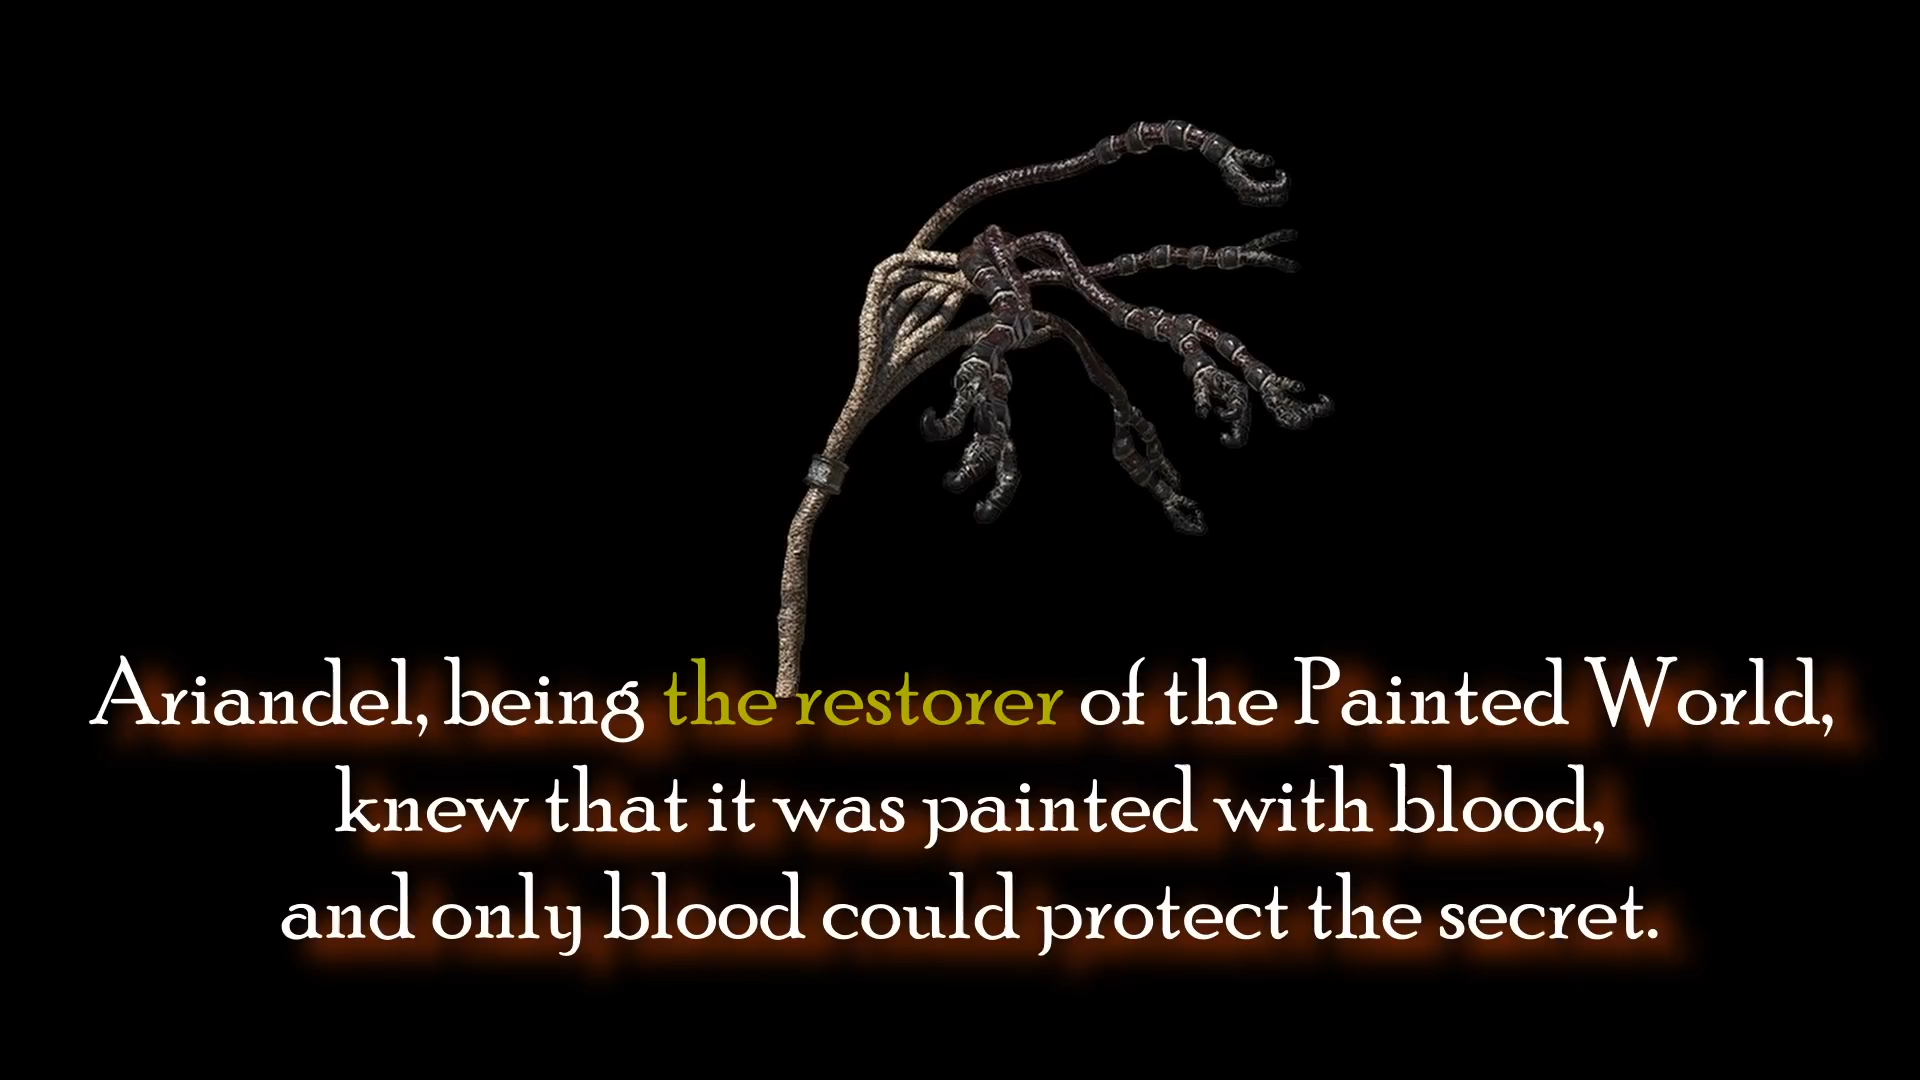 Ariandel, being the restorer of the Painted World,
knew that it was painted with blood,
and only blood could protect the secret.